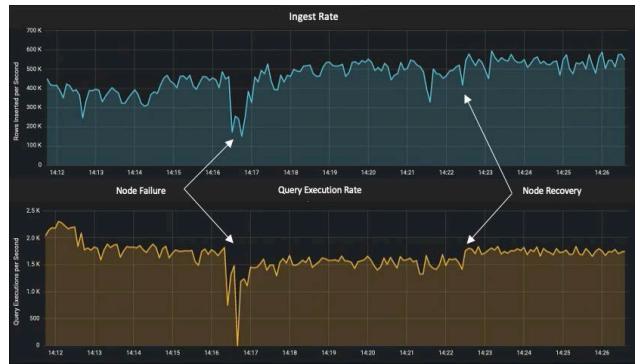 Ingest Rate
Rows Inserted per Second
700 K
600 K
500 K
400 K
300 K
200 K
100 K
0
14:12 14:13 14:14 14:15 14:16 14:17 14:18 14:19 14:20 14:21 14:22 14:23 14:24 14:25 14:26
Node Failure Query Execution Rate Node Recovery
Query Executions per Second
2.5 K
2.0 K
1.5 K
1.0 K
500
0
14:12 14:13 14:14 14:15 14:16 14:17 14:18 14:19 14:20 14:21 14:22 14:23 14:24 14:25 14:26